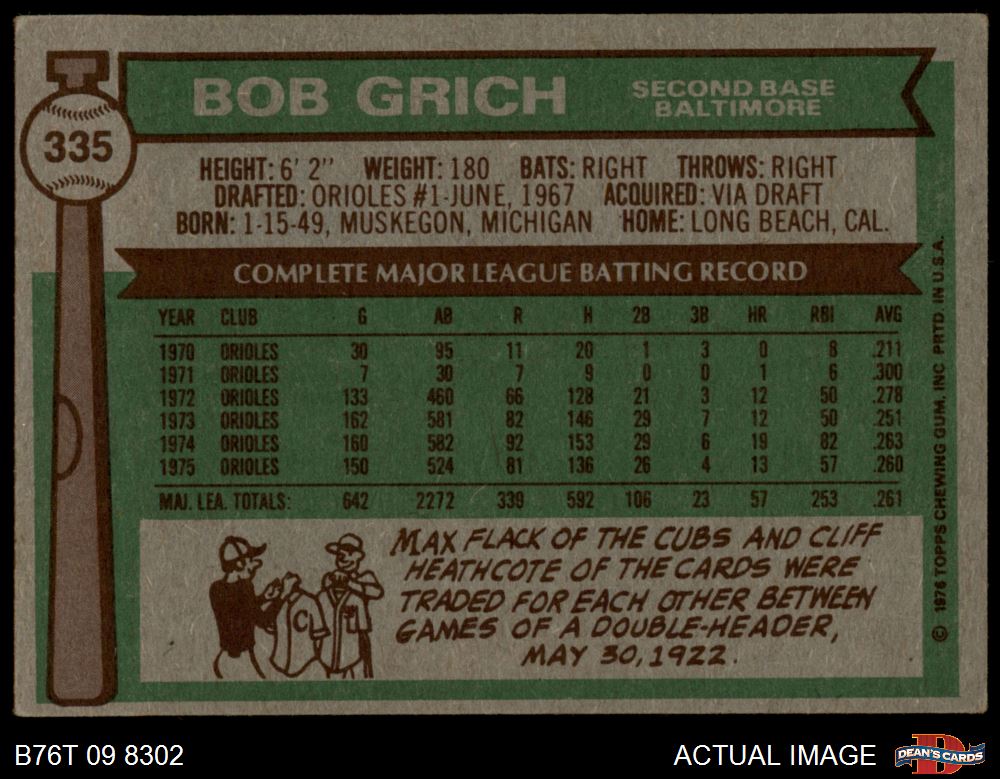 BOB GRICH
SECOND BASE
BALTIMORE
335
HEIGHT: 6' 2" WEIGHT: 180 BATS: RIGHT THROWS: RIGHT
DRAFTED: ORIOLES #1-JUNE, 1967 ACQUIRED: VIA DRAFT
BORN: 1-15-49, MUSKEGON, MICHIGAN HOME: LONG BEACH, CAL.
COMPLETE MAJOR LEAGUE BATTING RECORD
YEAR CLUB G AB R H 2B 3B HR RBI AVG
1970 ORIOLES 30 95 11 20 1 3 0 8 .211
1971 ORIOLES 7 30 7 9 0 0 1 6 .300
1972 ORIOLES 133 460 66 128 21 3 12 50 .278
1973 ORIOLES 162 581 82 146 29 7 12 50 .251
1974 ORIOLES 160 582 92 153 29 6 19 82 .263
1975 ORIOLES 150 524 81 136 26 4 13 57 .260
MAJ. LEA. TOTALS: 642 2272 339 592 106 23 57 253 .261
C
MAX FLACK OF THE CUBS AND CLIFF
HEATHCOTE OF THE CARDS WERE
TRADED FOR EACH OTHER BETWEEN
GAMES OF A DOUBLE-HEADER,
MAY 30, 1922.
© 1976 TOPPS CHEWING GUM, INC PRTD. IN U.S.A.
B76T 09 8302
ACTUAL IMAGE
D
DEAN'S CARDS